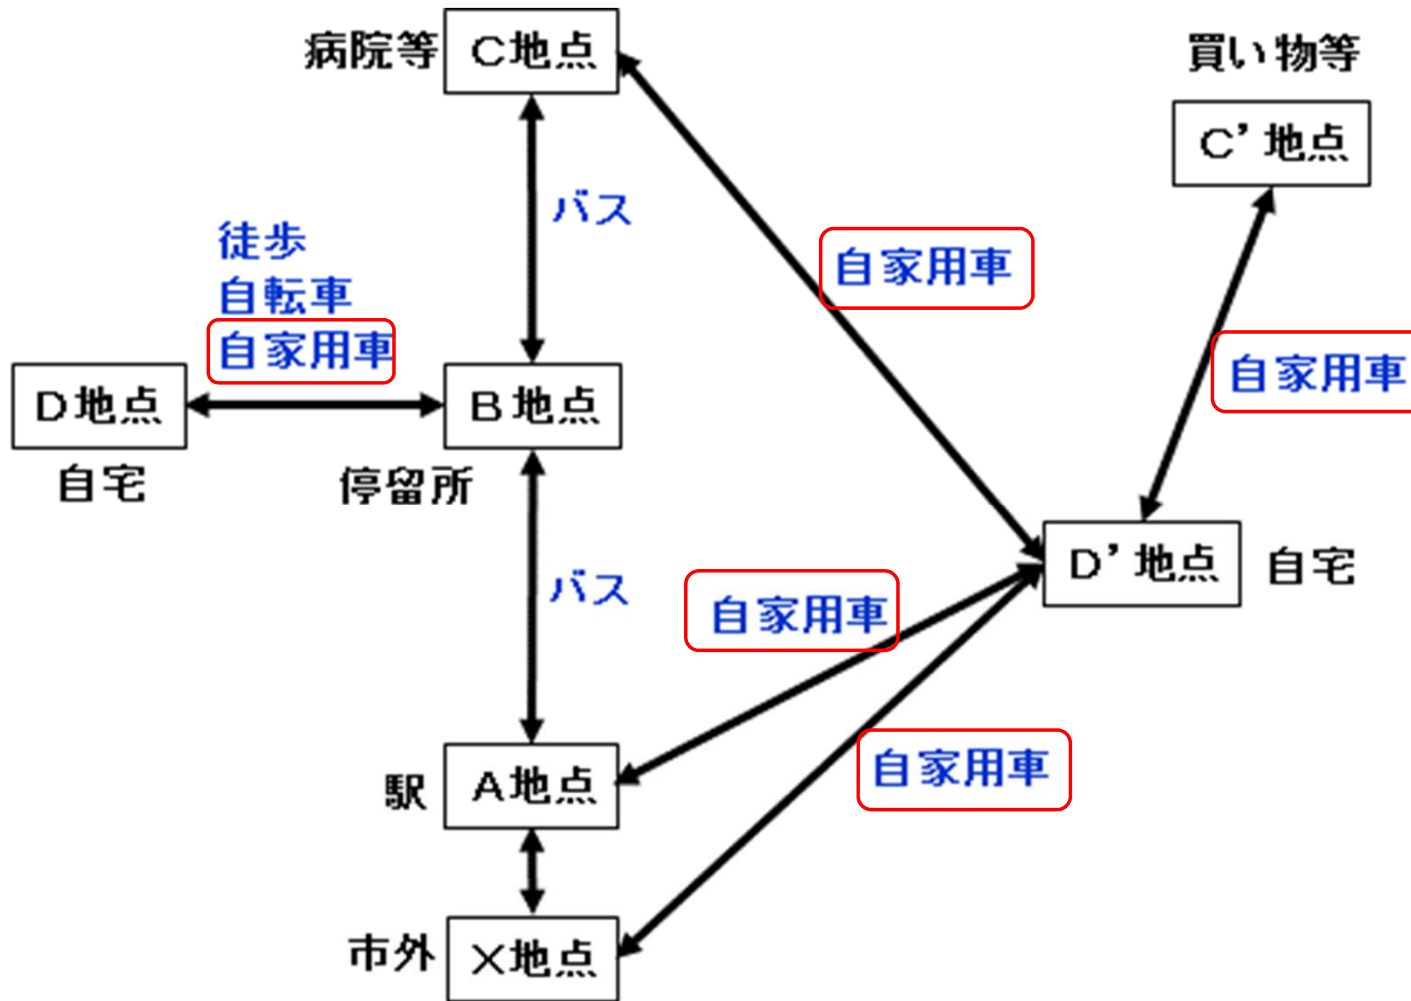 病院等
C地点
買い物等
C’地点
バス
徒歩
自転車
自家用車
自家用車
自家用車
D地点
B地点
自宅
停留所
D’地点
自宅
バス
自家用車
自家用車
駅
A地点
市外
X地点